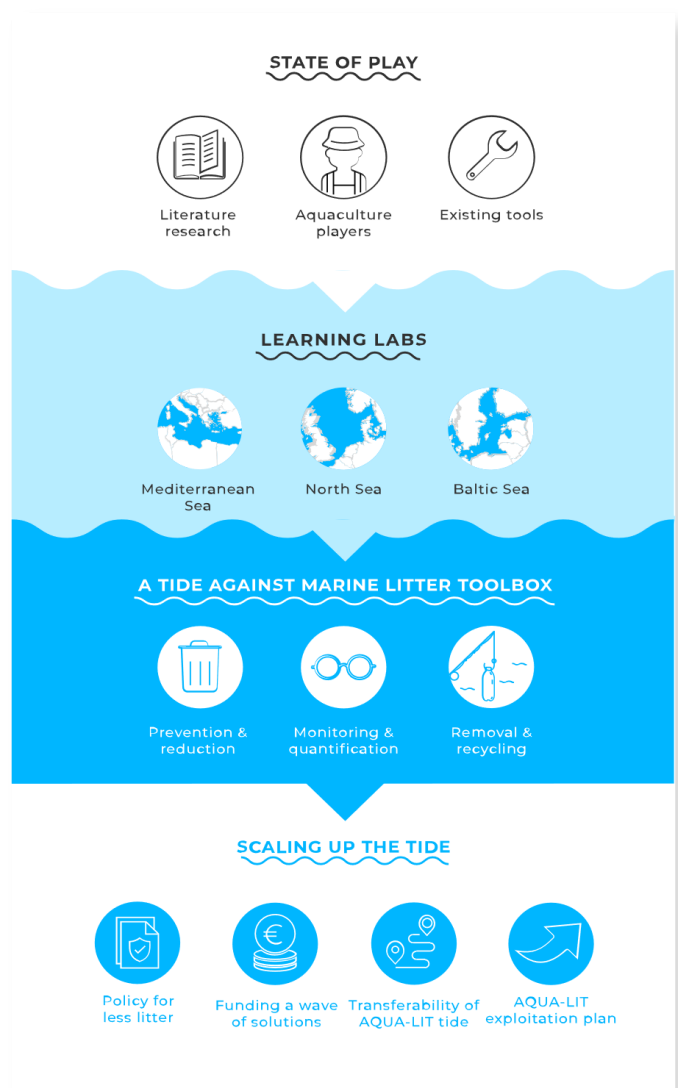 STATE OF PLAY
Literature
research
Aquaculture
players
Existing tools
LEARNING LABS
Mediterranean
Sea
North Sea
Baltic Sea
A TIDE AGAINST MARINE LITTER TOOLBOX
Prevention &
reduction
Monitoring &
quantification
Removal &
recycling
SCALING UP THE TIDE
€
Policy for
less litter
Funding a wave
of solutions
Transferability of
AQUA-LIT tide
AQUA-LIT
exploitation plan